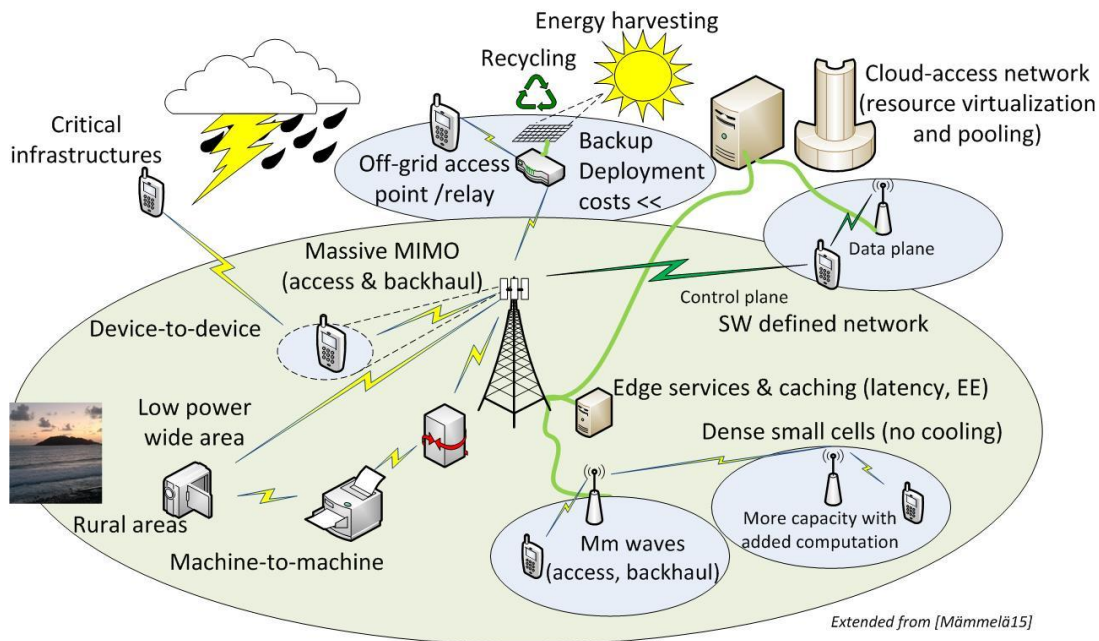 Energy harvesting
Recycling
Cloud-access network
(resource virtualization
and pooling)
Critical
infrastructures
Off-grid access
point /relay
Backup
Deployment
costs <<
Massive MIMO
(access & backhaul)
Data plane
Control plane
SW defined network
Device-to-device
Edge services & caching (latency, EE)
Low power
wide area
Dense small cells (no cooling)
Rural areas
Machine-to-machine
Mm waves
(access, backhaul)
More capacity with
added computation
Extended from [Mämmelä15]